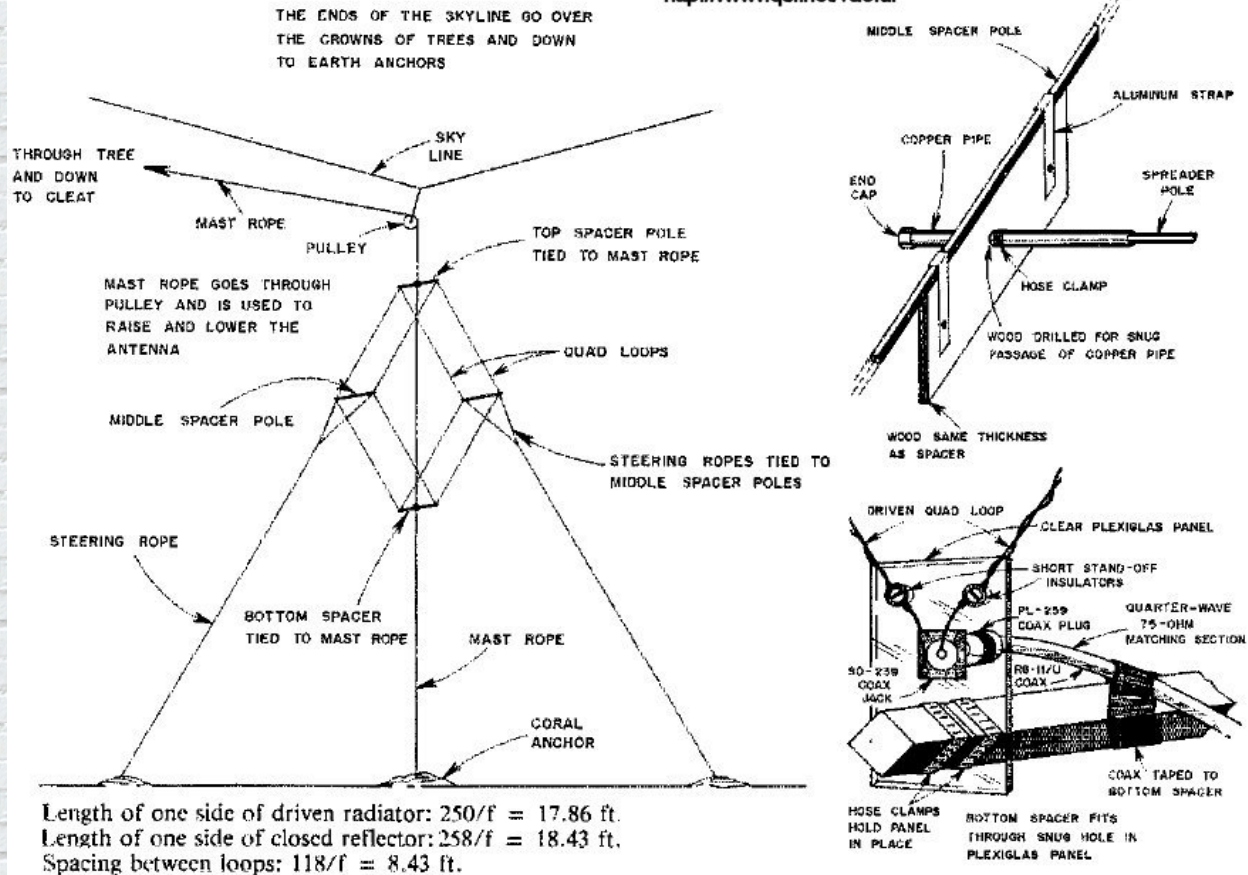 THE ENDS OF THE SKYLINE GO OVER
THE CROWNS OF TREES AND DOWN
TO EARTH ANCHORS
SKY
LINE
THROUGH TREE
AND DOWN
TO CLEAT
MAST ROPE
PULLEY
TOP SPACER POLE
TIED TO MAST ROPE
MAST ROPE GOES THROUGH
PULLEY AND IS USED TO
RAISE AND LOWER THE
ANTENNA
QUAD LOOPS
MIDDLE SPACER POLE
STEERING ROPES TIED TO
MIDDLE SPACER POLES
STEERING ROPE
BOTTOM SPACER
TIED TO MAST ROPE
MAST ROPE
CORAL
ANCHOR
Length of one side of driven radiator: 250/f = 17.86 ft.
Length of one side of closed reflector: 258/f = 18.43 ft.
Spacing between loops: 118/f = 8.43 ft.
MIDDLE SPACER POLE
ALUMINUM STRAP
COPPER PIPE
END
CAP
SPREADER
POLE
HOSE CLAMP
WOOD DRILLED FOR SNUG
PASSAGE OF COPPER PIPE
WOOD SAME THICKNESS
AS SPACER
DRIVEN QUAD LOOP
CLEAR PLEXIGLAS PANEL
SHORT STAND-OFF
INSULATORS
PL-259
COAX PLUG
QUARTER-WAVE
75-OHM
MATCHING SECTION
SO-239
COAX
JACK
RG-11/U
COAX
COAX TAPED TO
BOTTOM SPACER
HOSE CLAMPS
HOLD PANEL
IN PLACE
BOTTOM SPACER FITS
THROUGH SNUG HOLE IN
PLEXIGLAS PANEL